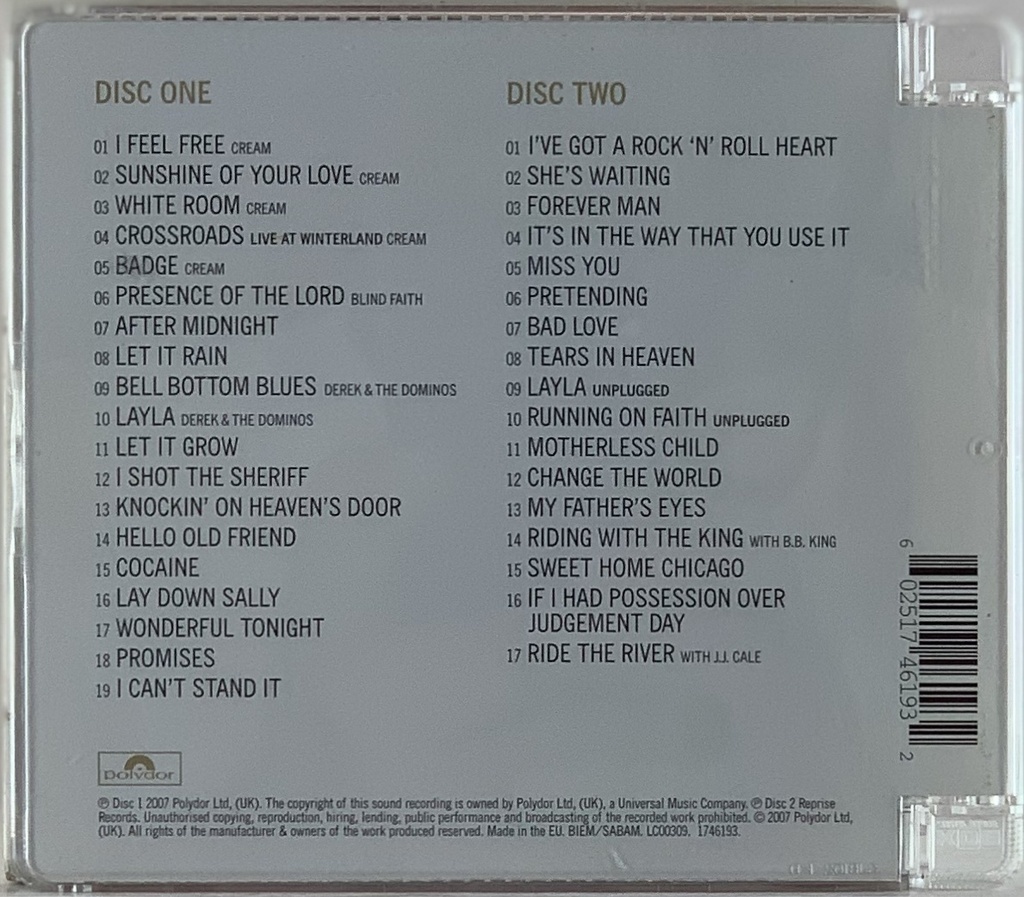 DISC ONE
01 I FEEL FREE CREAM
02 SUNSHINE OF YOUR LOVE CREAM
03 WHITE ROOM CREAM
04 CROSSROADS LIVE AT WINTERLAND CREAM
05 BADGE CREAM
06 PRESENCE OF THE LORD BLIND FAITH
07 AFTER MIDNIGHT
08 LET IT RAIN
09 BELL BOTTOM BLUES DEREK & THE DOMINOS
10 LAYLA DEREK & THE DOMINOS
11 LET IT GROW
12 I SHOT THE SHERIFF
13 KNOCKIN' ON HEAVEN'S DOOR
14 HELLO OLD FRIEND
15 COCAINE
16 LAY DOWN SALLY
17 WONDERFUL TONIGHT
18 PROMISES
19 I CAN'T STAND IT
DISC TWO
01 I'VE GOT A ROCK 'N' ROLL HEART
02 SHE'S WAITING
03 FOREVER MAN
04 IT'S IN THE WAY THAT YOU USE IT
05 MISS YOU
06 PRETENDING
07 BAD LOVE
08 TEARS IN HEAVEN
09 LAYLA UNPLUGGED
10 RUNNING ON FAITH UNPLUGGED
11 MOTHERLESS CHILD
12 CHANGE THE WORLD
13 MY FATHER'S EYES
14 RIDING WITH THE KING WITH B.B. KING
15 SWEET HOME CHICAGO
16 IF I HAD POSSESSION OVER
JUDGEMENT DAY
17 RIDE THE RIVER WITH J.J. CALE
6 02517 46193 2
polydor
℗ Disc 1 2007 Polydor Ltd, (UK). The copyright of this sound recording is owned by Polydor Ltd, (UK), a Universal Music Company. ℗ Disc 2 Reprise
Records. Unauthorised copying, reproduction, hiring, lending, public performance and broadcasting of the recorded work prohibited. © 2007 Polydor Ltd,
(UK). All rights of the manufacturer & owners of the work produced reserved. Made in the EU. BIEM/SABAM. LC00309. 1746193.